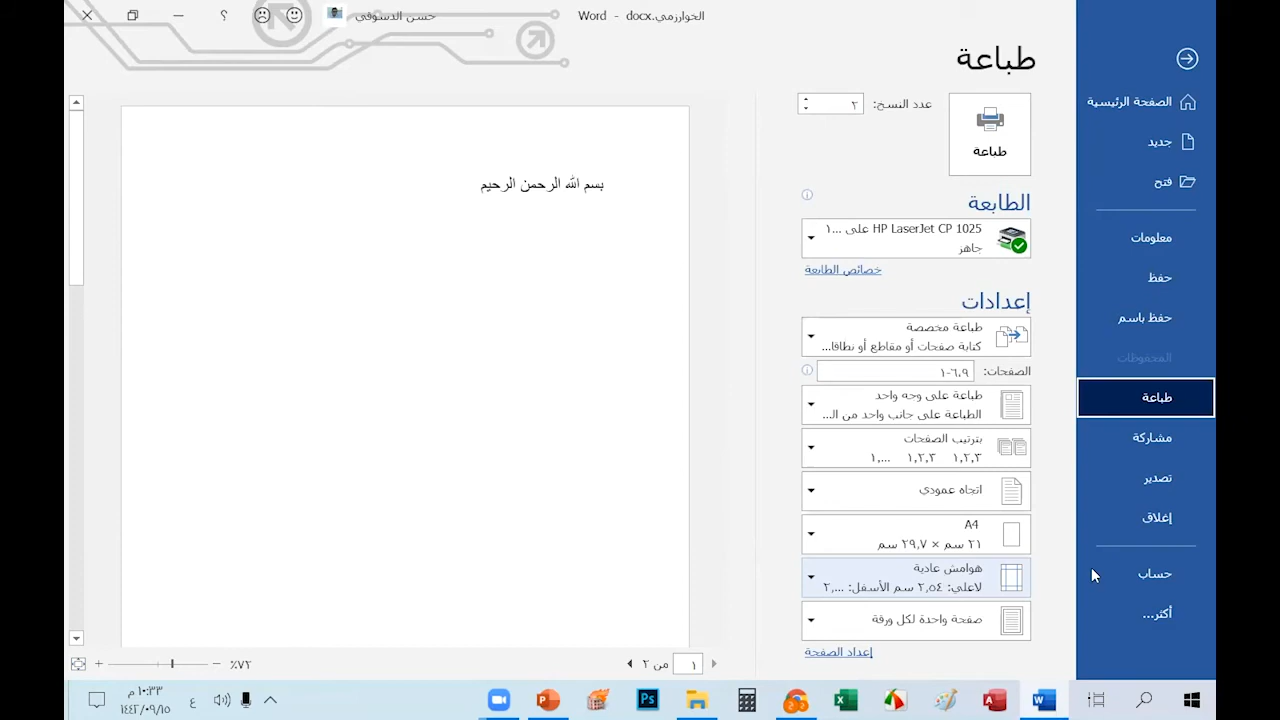 الخوارزمي.docx - Word
حسن الدسوقي
؟
طباعة
الصفحة الرئيسية
جديد
فتح
معلومات
حفظ
حفظ باسم
المحفوظات
طباعة
مشاركة
تصدير
إغلاق
حساب
أكثر...
طباعة
عدد النسخ: ٢
الطابعة
HP LaserJet CP 1025 على ...١
جاهز
خصائص الطابعة
إعدادات
طباعة مخصصة
كتابة صفحات أو مقاطع أو نطاقا...
الصفحات: ١-٦،٩
طباعة على وجه واحد
الطباعة على جانب واحد من ال...
بترتيب الصفحات
١,٢,٣ ١,٢,٣ ١,...
اتجاه عمودي
A4
٢١ سم × ٢٩,٧ سم
هوامش عادية
لاعلي: ٢,٥٤ سم الأسفل: ٢,...
صفحة واحدة لكل ورقة
إعداد الصفحة
بسم الله الرحمن الرحيم
١ من ٢
٧٢٪
Ps
ع
١٠:٣٣ م
١٤٤٢/٠٩/١٥